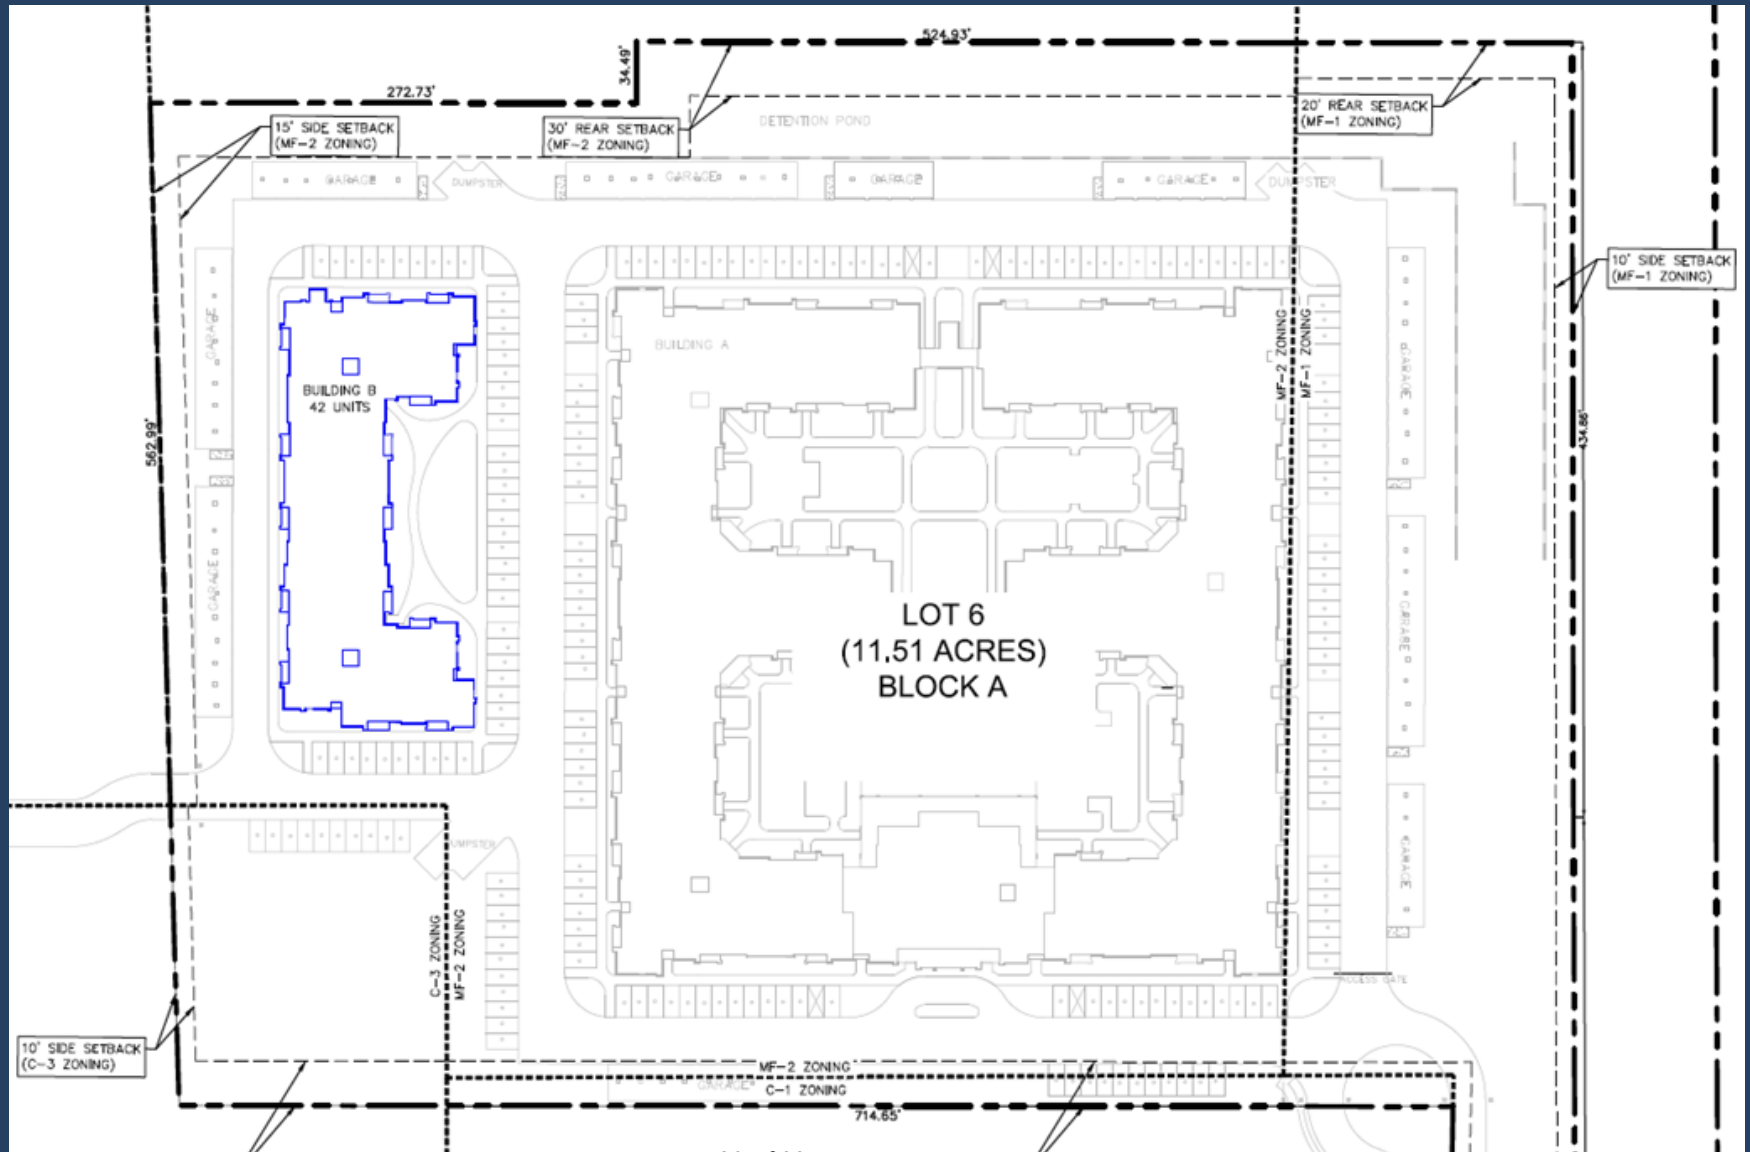 524.93'
34.49'
272.73'
15' SIDE SETBACK
(MF-2 ZONING)
30' REAR SETBACK
(MF-2 ZONING)
DETENTION POND
20' REAR SETBACK
(MF-1 ZONING)
GARAGE
DUMPSTER
GARAGE
GARAGE
GARAGE
DUMPSTER
10' SIDE SETBACK
(MF-1 ZONING)
GARAGE
BUILDING A
MF-2 ZONING
MF-1 ZONING
GARAGE
BUILDING B
42 UNITS
562.99'
434.86'
GARAGE
GARAGE
LOT 6
(11.51 ACRES)
BLOCK A
DUMPSTER
GARAGE
C-3 ZONING
MF-2 ZONING
ACCESS GATE
10' SIDE SETBACK
(C-3 ZONING)
MF-2 ZONING
GARAGE
C-1 ZONING
714.65'